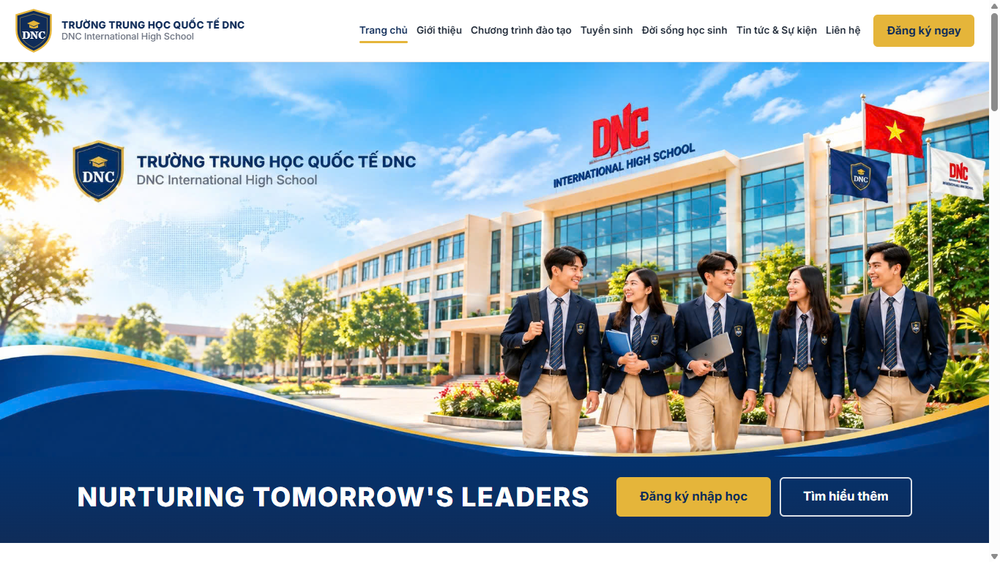 DNC
TRƯỜNG TRUNG HỌC QUỐC TẾ DNC
DNC International High School
Trang chủ
Giới thiệu
Chương trình đào tạo
Tuyển sinh
Đời sống học sinh
Tin tức & Sự kiện
Liên hệ
Đăng ký ngay
DNC
TRƯỜNG TRUNG HỌC QUỐC TẾ DNC
DNC International High School
DNC
INTERNATIONAL HIGH SCHOOL
DNC
DNC
NURTURING TOMORROW'S LEADERS
Đăng ký nhập học
Tìm hiểu thêm